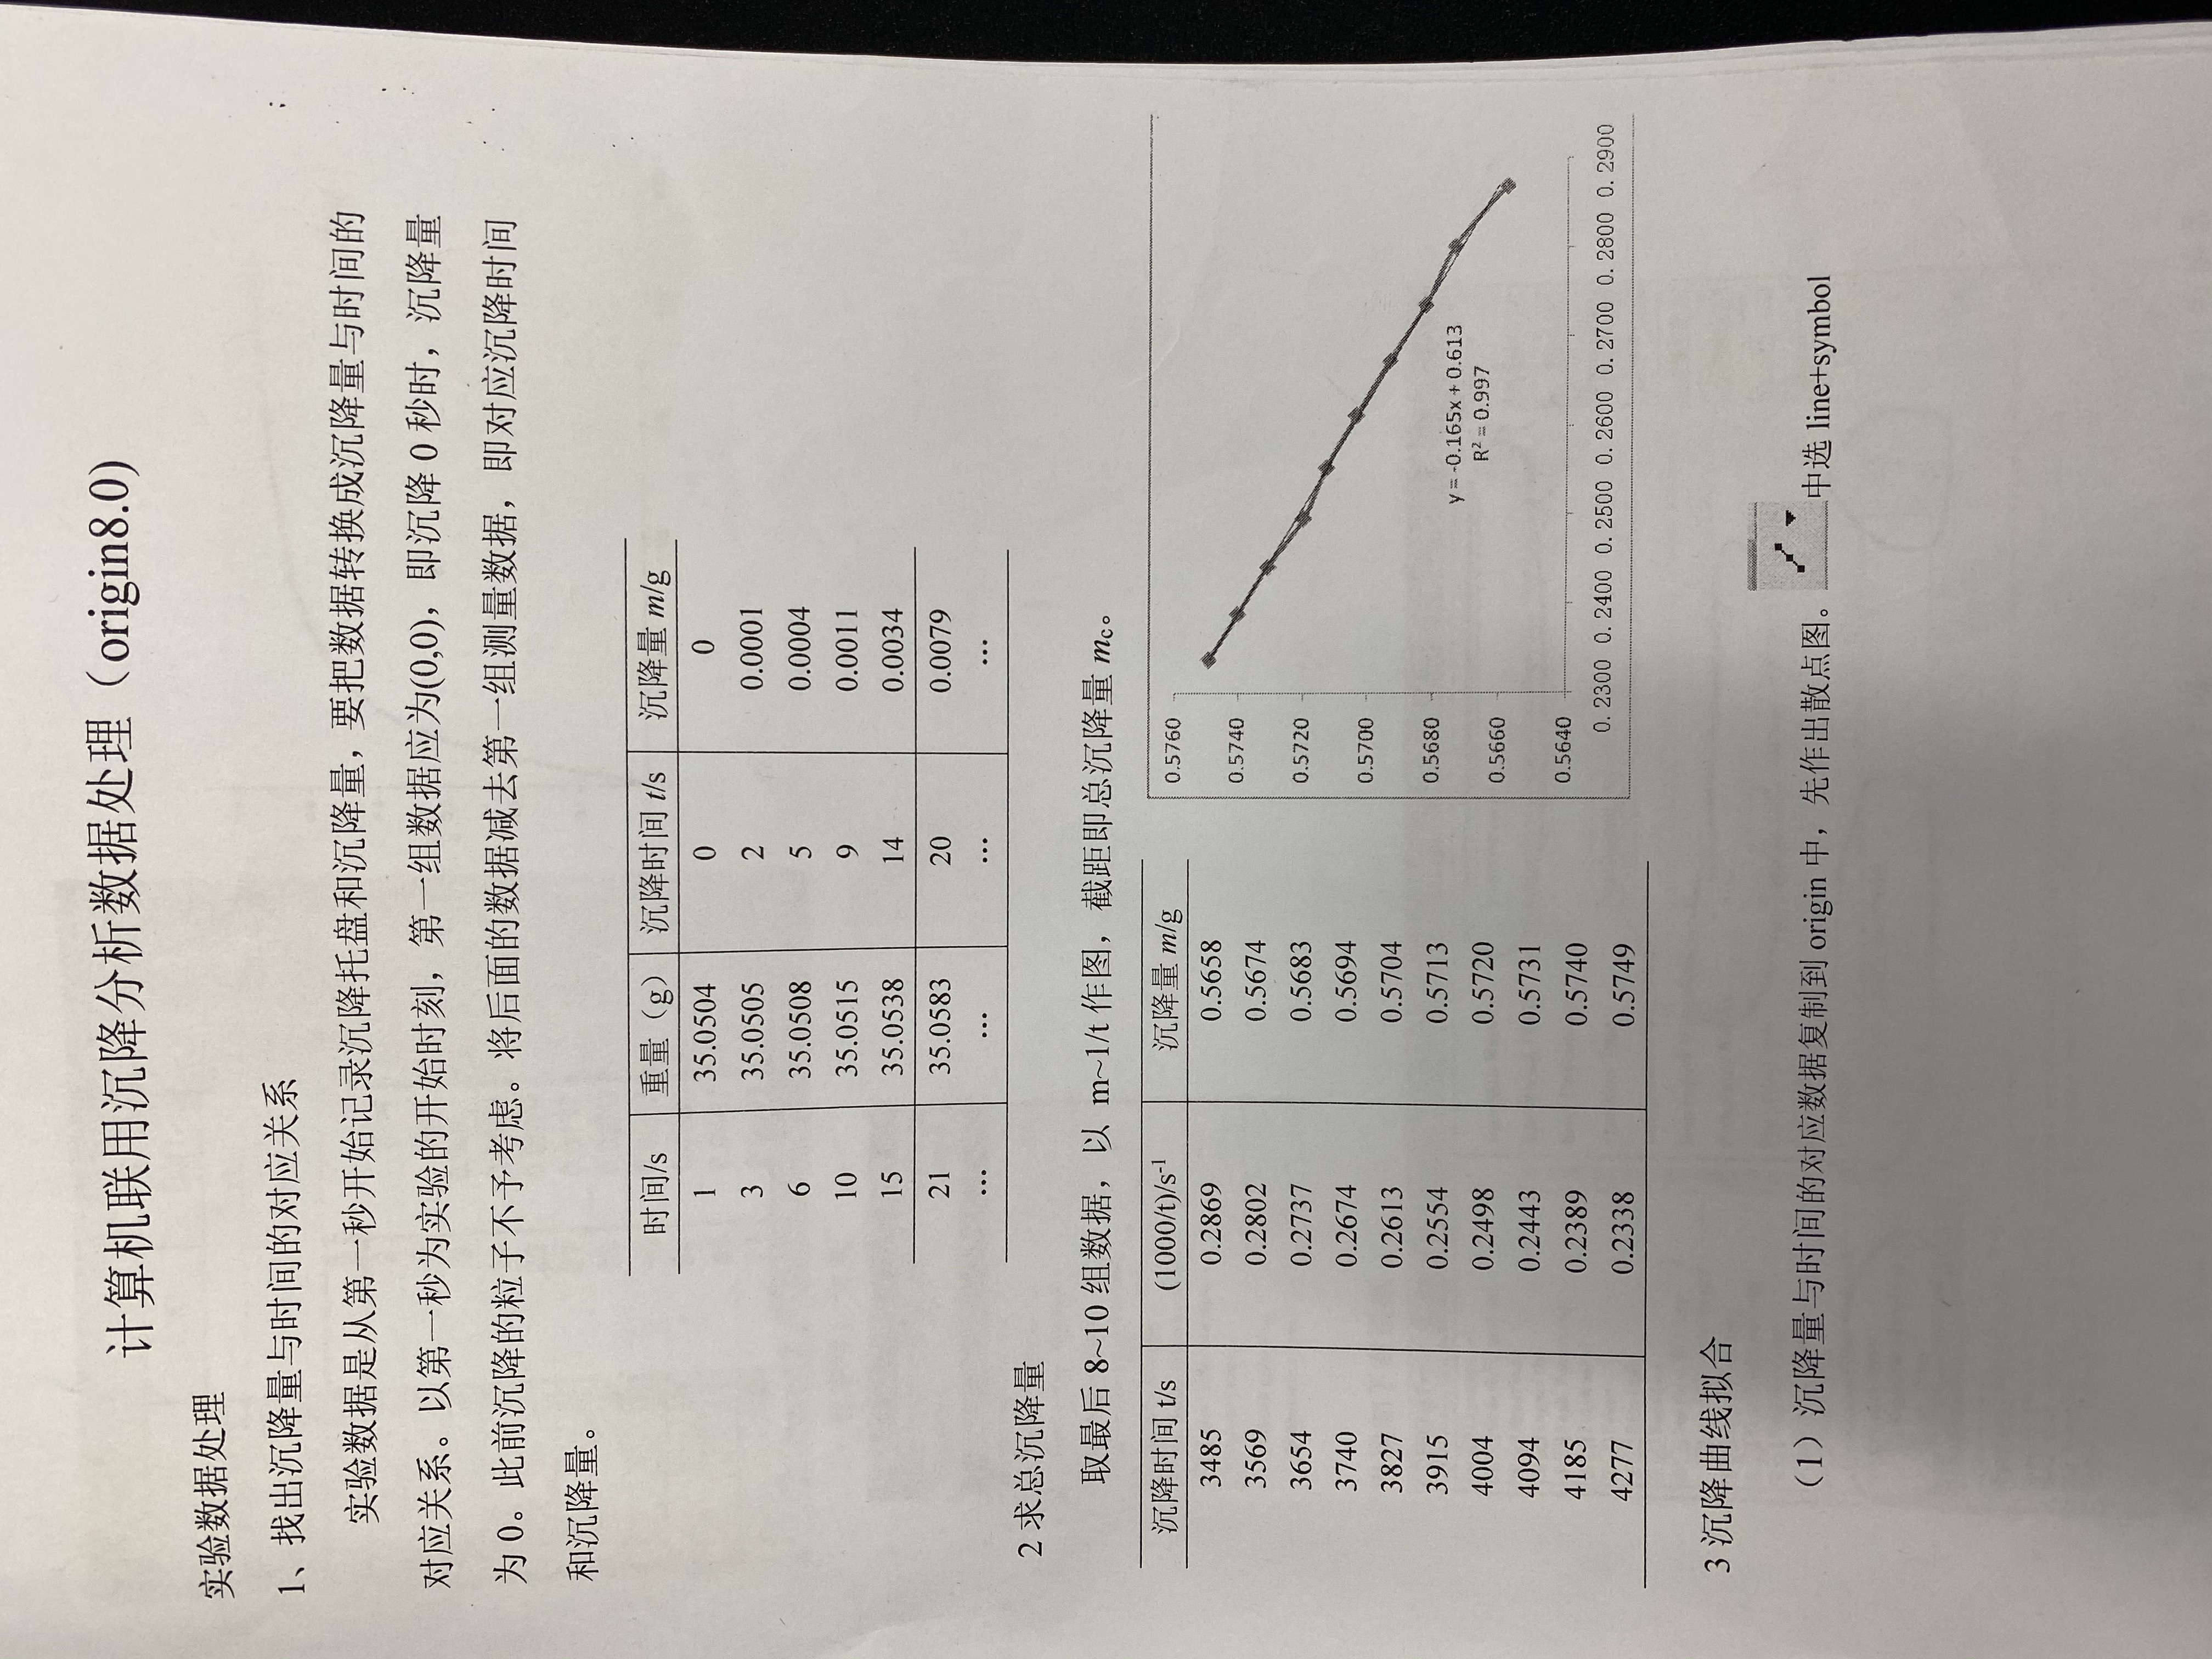 计算机联用沉降分析数据处理（origin8.0)
实验数据处理
1、找出沉降量与时间的对应关系
实验数据是从第一秒开始记录沉降托盘和沉降量，要把数据转换成沉降量与时间的
对应关系。以第一秒为实验的开始时刻，第一组数据应为(0,0)，即沉降 0 秒时，沉降量
为 0。此前沉降的粒子不予考虑。将后面的数据减去第一组测量数据，即对应沉降时间
和沉降量。
时间/s 重量（g） 沉降时间 t/s 沉降量 m/g
1 35.0504 0 0
3 35.0505 2 0.0001
6 35.0508 5 0.0004
10 35.0515 9 0.0011
15 35.0538 14 0.0034
21 35.0583 20 0.0079
... ... ... ...
2 求总沉降量
取最后 8~10 组数据，以 m~1/t 作图，截距即总沉降量 mc。
沉降时间 t/s (1000/t)/s-1 沉降量 m/g
3485 0.2869 0.5658
3569 0.2802 0.5674
3654 0.2737 0.5683
3740 0.2674 0.5694
3827 0.2613 0.5704
3915 0.2554 0.5713
4004 0.2498 0.5720
4094 0.2443 0.5731
4185 0.2389 0.5740
4277 0.2338 0.5749
0.5760
0.5740
0.5720
0.5700
0.5680
0.5660
0.5640
y = -0.165x + 0.613
R² = 0.997
0.2300 0.2400 0.2500 0.2600 0.2700 0.2800 0.2900
3 沉降曲线拟合
（1）沉降量与时间的对应数据复制到 origin 中，先作出散点图。 中选 line+symbol